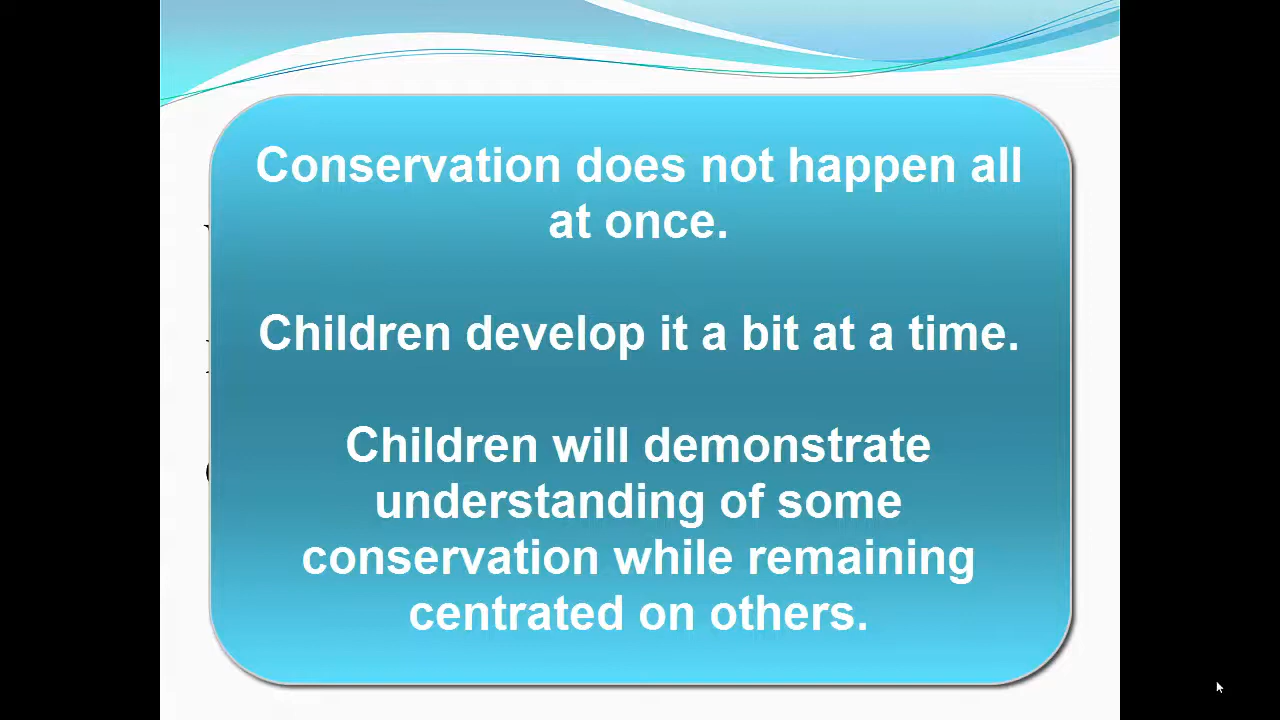 Conservation does not happen all
at once.
Children develop it a bit at a time.
Children will demonstrate
understanding of some
conservation while remaining
centrated on others.